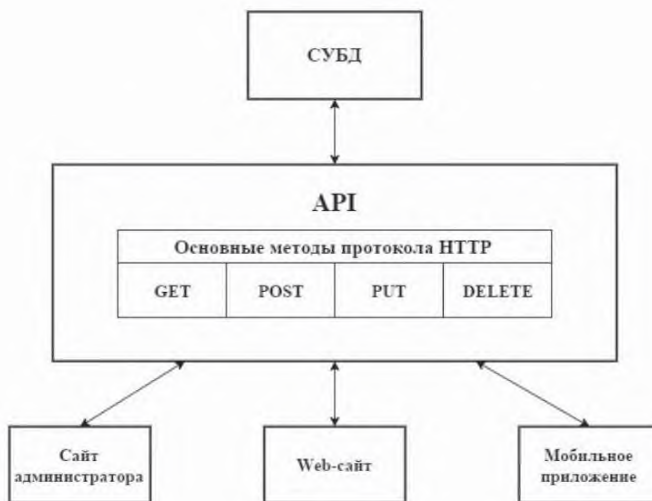 СУБД
API
Основные методы протокола HTTP
GET POST PUT DELETE
Сайт
администратора
Web-сайт
Мобильное
приложение